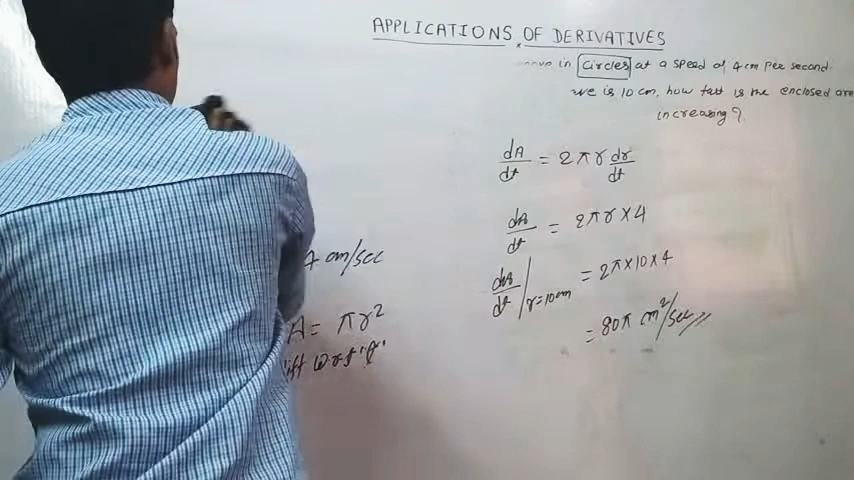 APPLICATIONS OF DERIVATIVES
in circles at a speed of 4 cm per second.
is 10 cm, how fast is the enclosed are
increasing?
dA/dt = 2πr dr/dt
dA/dt = 2πr × 4
dA/dt | r=10cm = 2π×10×4
= 80π cm²/sec //
4 cm/sec
A = πr²
iff w.r.t "t"